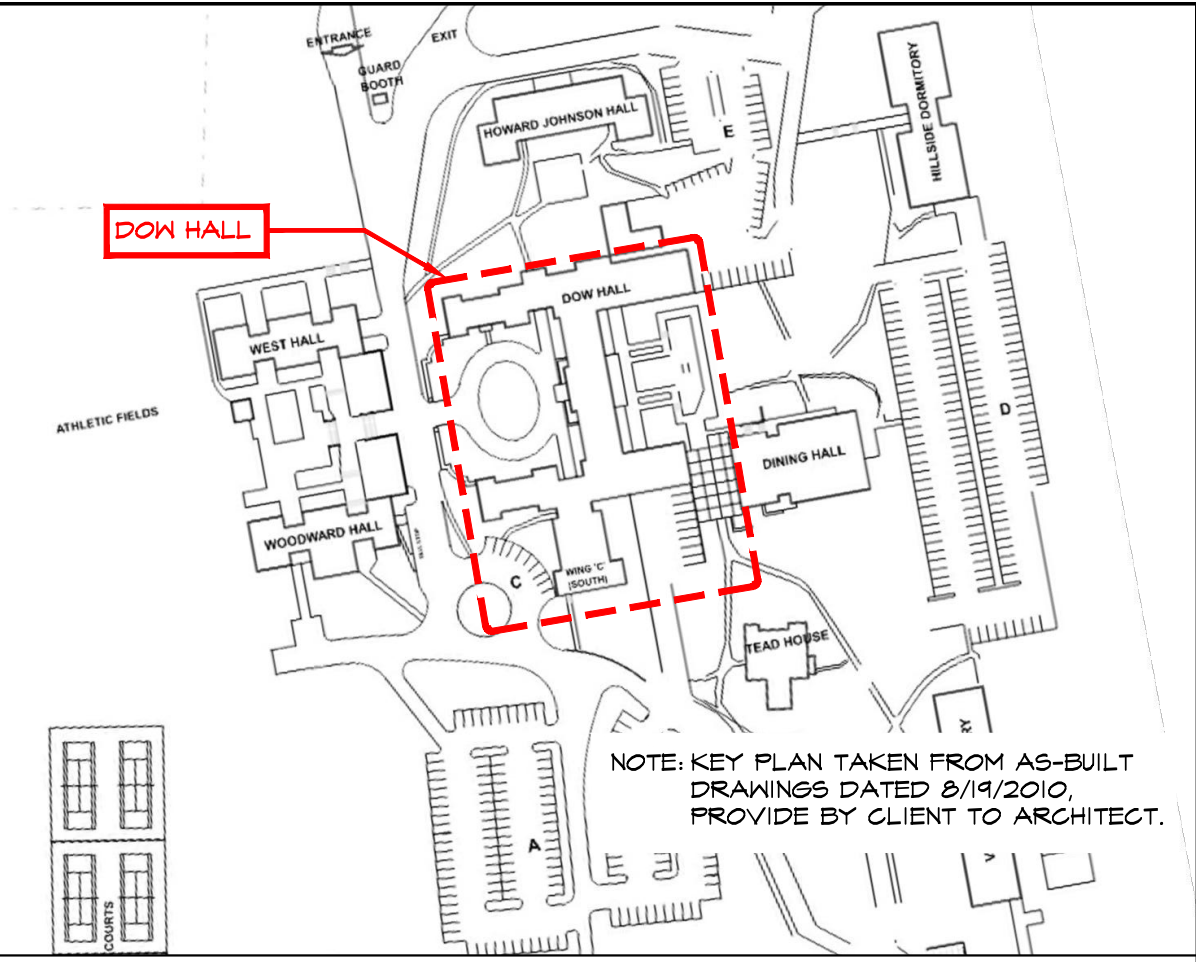 ENTRANCE
EXIT
GUARD
BOOTH
HOWARD JOHNSON HALL
E
HILLSIDE DORMITORY
DOW HALL
DOW HALL
WEST HALL
ATHLETIC FIELDS
D
DINING HALL
WOODWARD HALL
C
WING 'C'
(SOUTH)
TEAD HOUSE
NOTE: KEY PLAN TAKEN FROM AS-BUILT
DRAWINGS DATED 8/19/2010,
PROVIDE BY CLIENT TO ARCHITECT.
A
COURTS